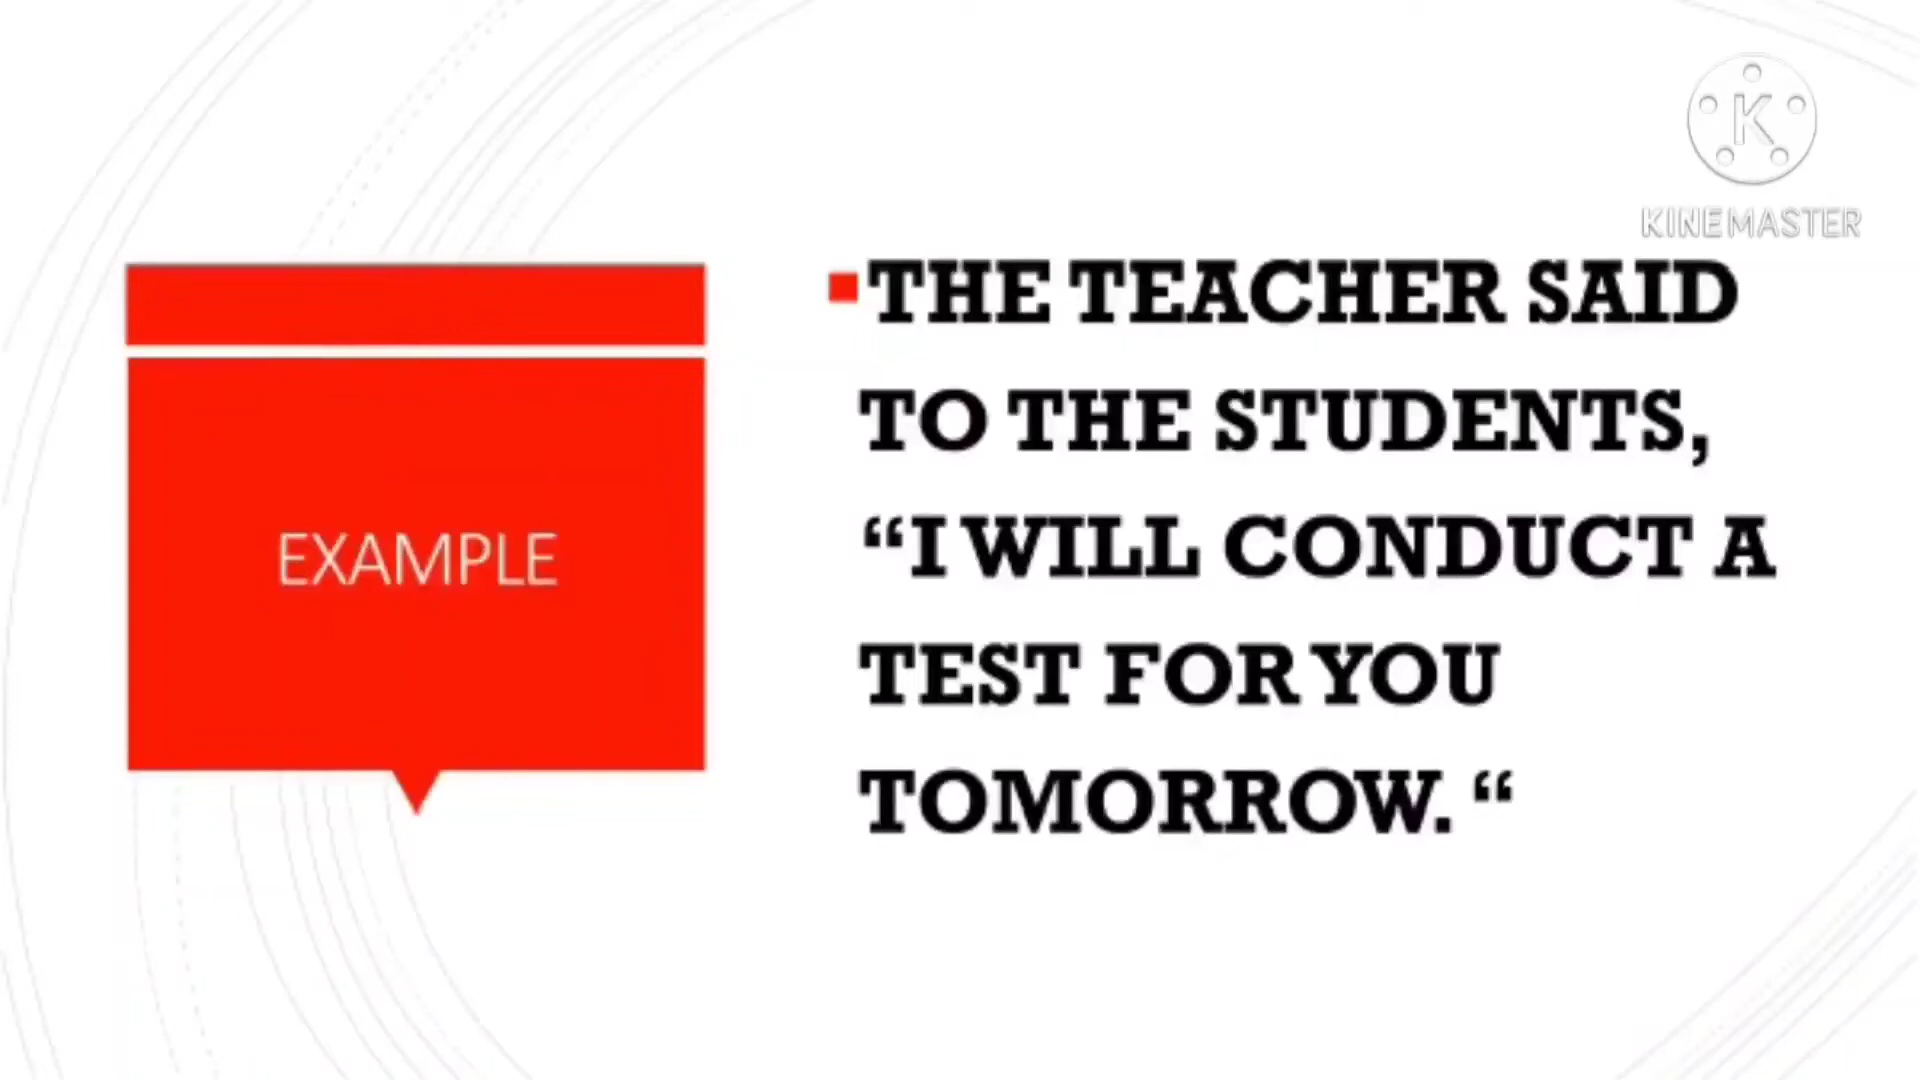 K
KINEMASTER
EXAMPLE
THE TEACHER SAID
TO THE STUDENTS,
“I WILL CONDUCT A
TEST FOR YOU
TOMORROW. “